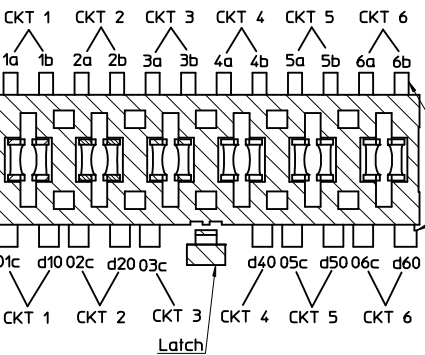 CKT 1 CKT 2 CKT 3 CKT 4 CKT 5 CKT 6
1a 1b 2a 2b 3a 3b 4a 4b 5a 5b 6a 6b
01c d10 02c d20 03c d40 05c d50 06c d60
CKT 1 CKT 2 CKT 3 CKT 4 CKT 5 CKT 6
Latch